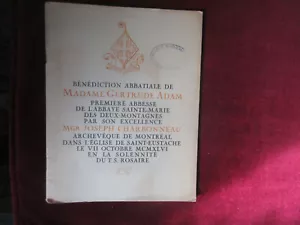 BÉNÉDICTION ABBATIALE DE
MADAME GERTRUDE ADAM
PREMIÈRE ABBESSE
DE L'ABBAYE SAINTE-MARIE
DES DEUX-MONTAGNES
PAR SON EXCELLENCE
MGR JOSEPH CHARBONNEAU
ARCHEVÊQUE DE MONTRÉAL
DANS L'ÉGLISE DE SAINT-EUSTACHE
LE VII OCTOBRE MCMXLVI
EN LA SOLENNITÉ
DU T. S. ROSAIRE